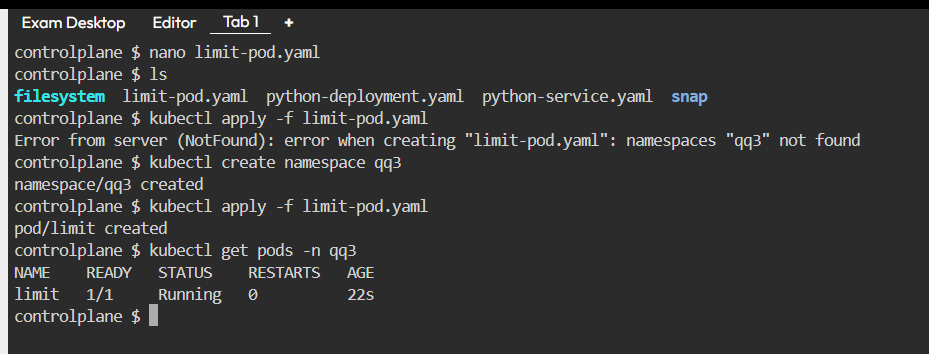 Exam Desktop Editor Tab 1 +
controlplane $ nano limit-pod.yaml
controlplane $ ls
filesystem limit-pod.yaml python-deployment.yaml python-service.yaml snap
controlplane $ kubectl apply -f limit-pod.yaml
Error from server (NotFound): error when creating "limit-pod.yaml": namespaces "qq3" not found
controlplane $ kubectl create namespace qq3
namespace/qq3 created
controlplane $ kubectl apply -f limit-pod.yaml
pod/limit created
controlplane $ kubectl get pods -n qq3
NAME READY STATUS RESTARTS AGE
limit 1/1 Running 0 22s
controlplane $